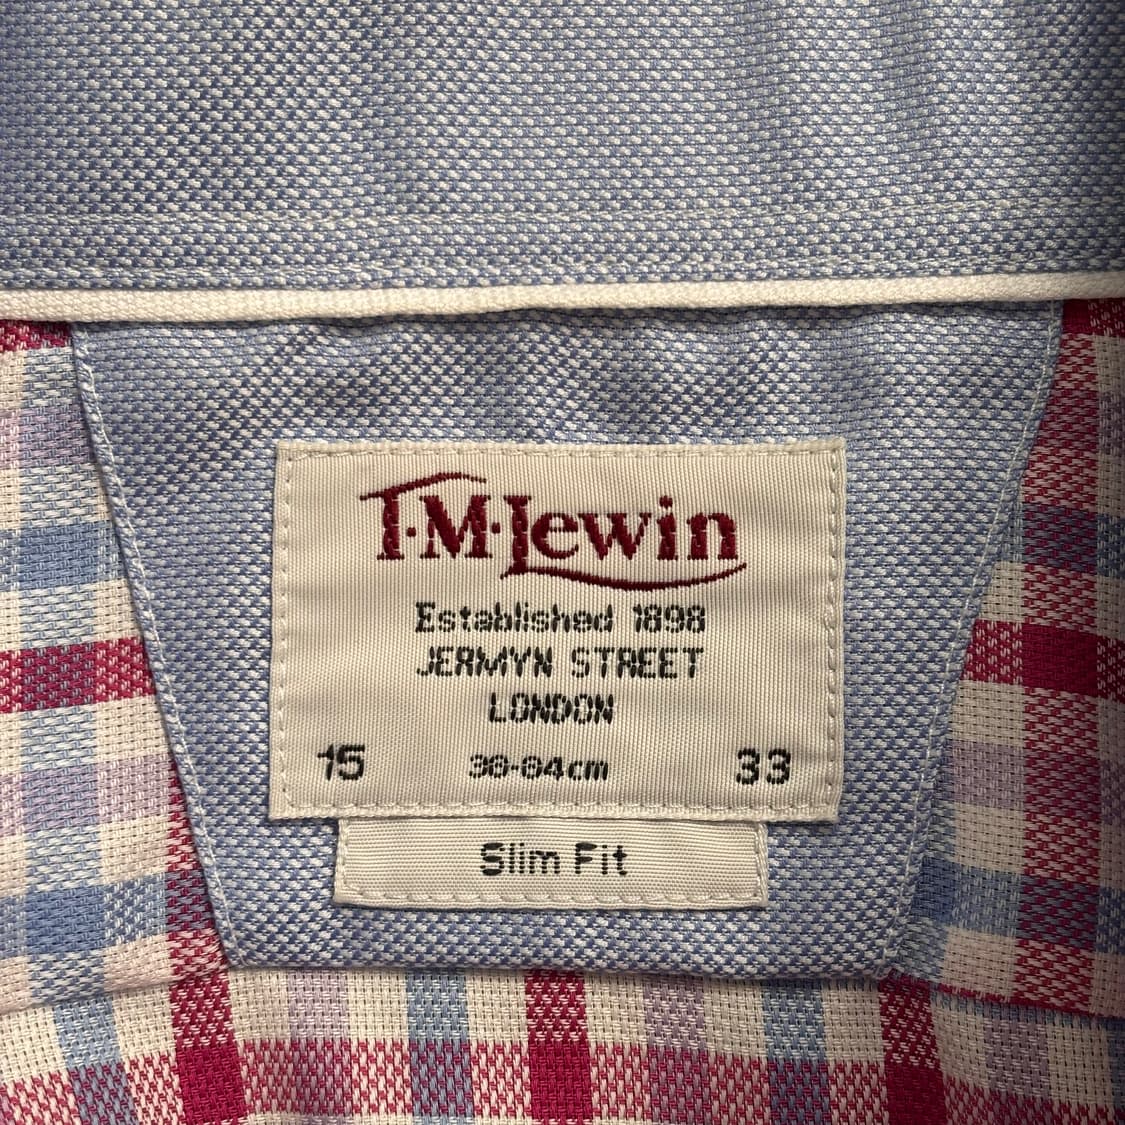 T·M·Lewin
Established 1898
JERMYN STREET
LONDON
15 38-84cm 33
Slim Fit